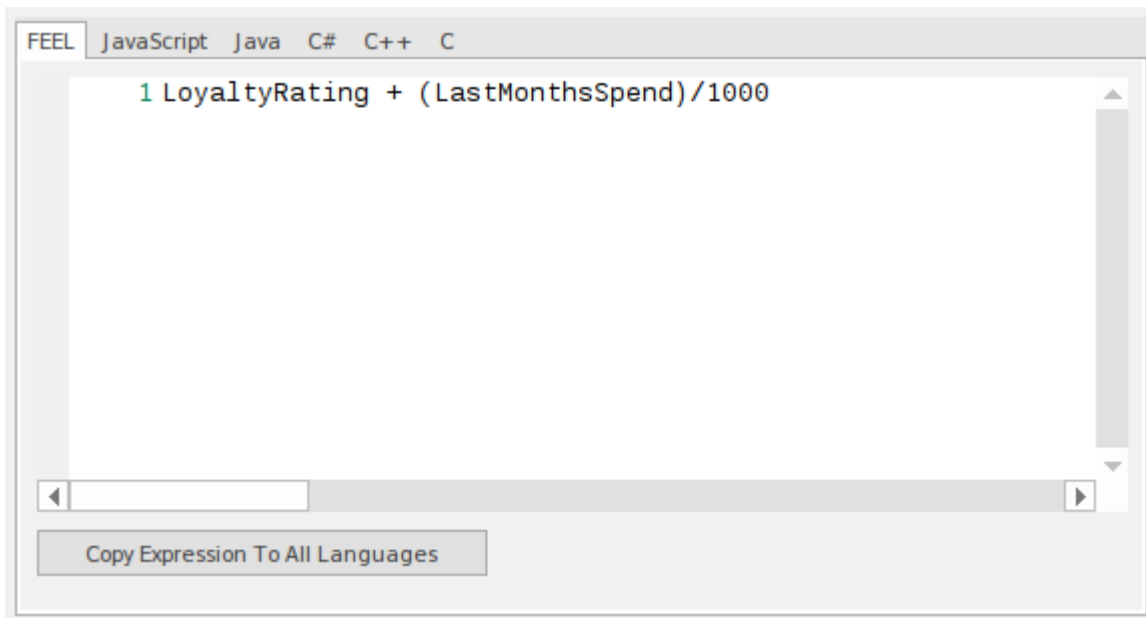 FEEL JavaScript Java C# C++ C
1 LoyaltyRating + (LastMonthsSpend)/1000
Copy Expression To All Languages